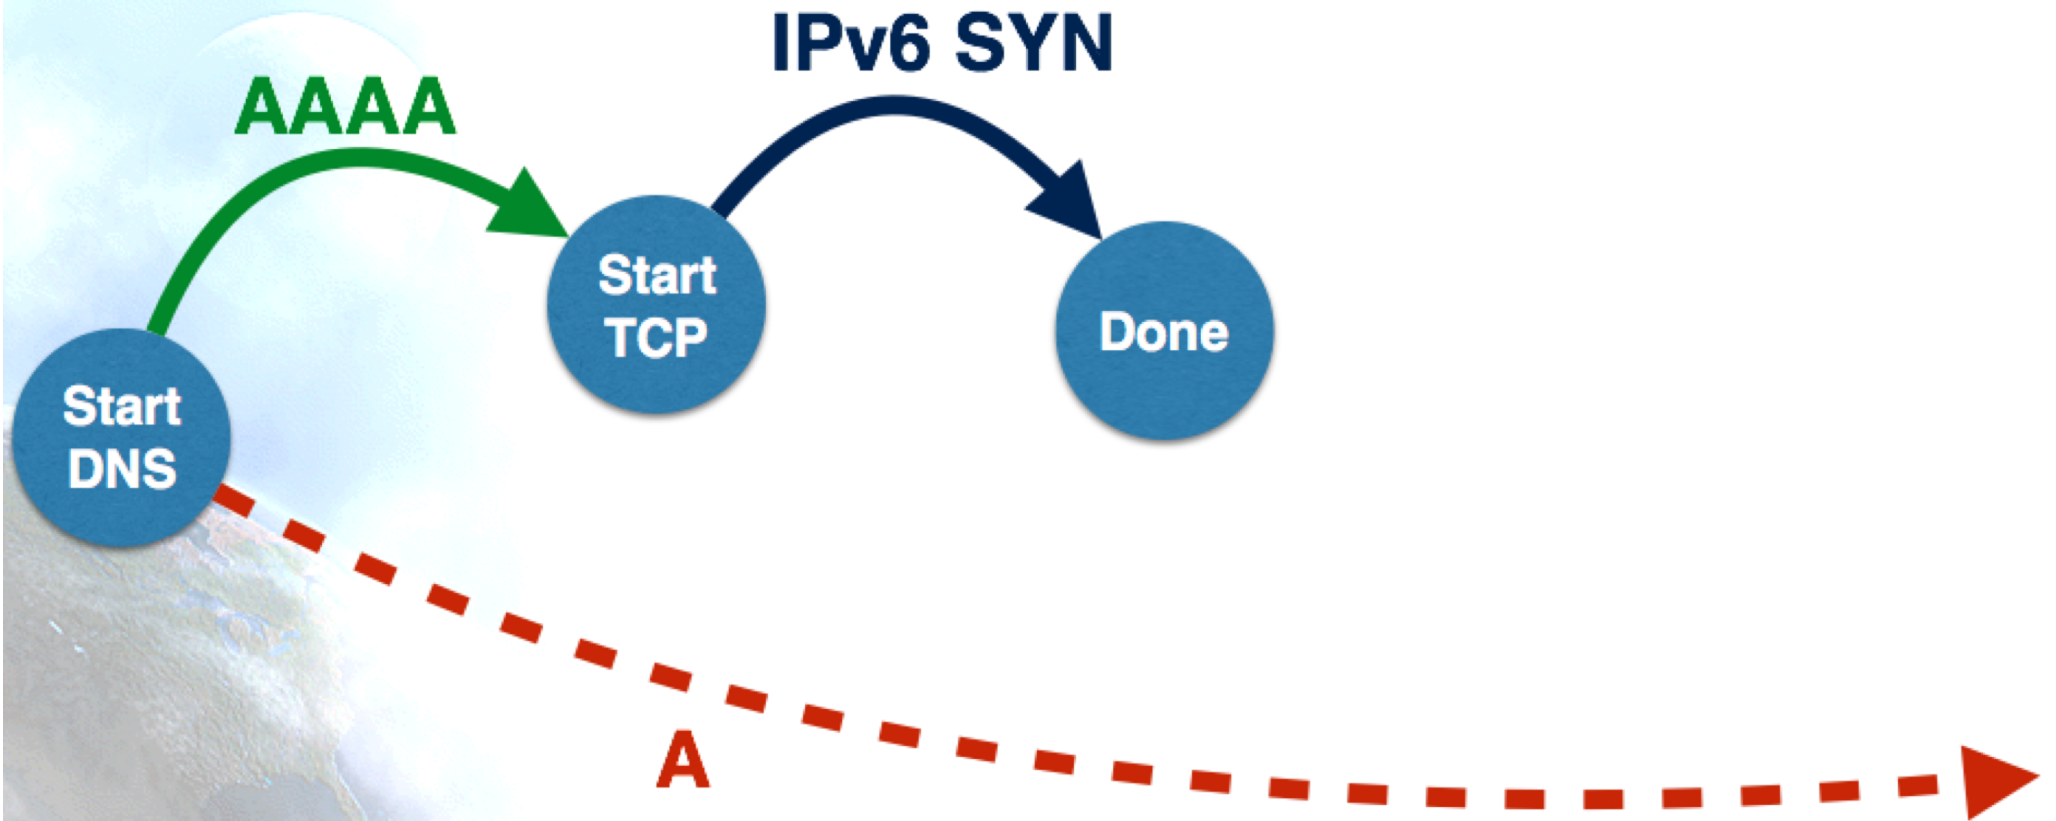 IPv6 SYN
AAAA
Start
TCP
Done
Start
DNS
A